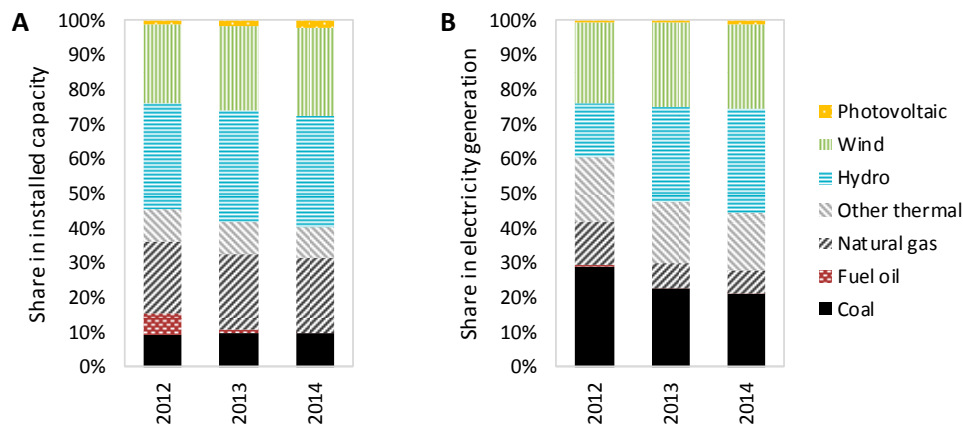 A
Share in installed capacity
100%
90%
80%
70%
60%
50%
40%
30%
20%
10%
0%
2012
2013
2014
B
Share in electricity generation
100%
90%
80%
70%
60%
50%
40%
30%
20%
10%
0%
2012
2013
2014
Photovoltaic
Wind
Hydro
Other thermal
Natural gas
Fuel oil
Coal